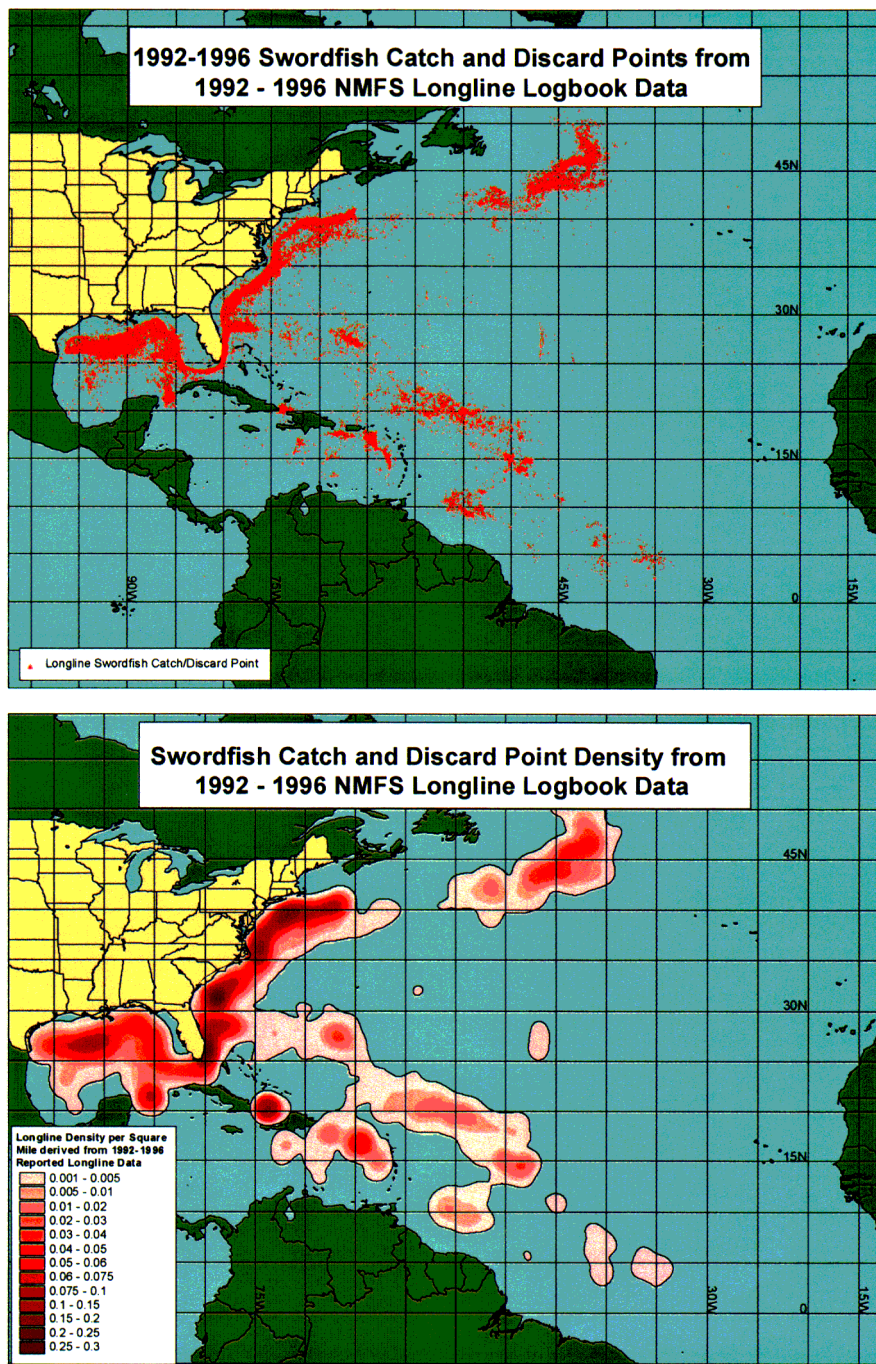 1992-1996 Swordfish Catch and Discard Points from
1992 - 1996 NMFS Longline Logbook Data
45N
30N
15N
90W
75W
45W
30W
15W
0
Longline Swordfish Catch/Discard Point
Swordfish Catch and Discard Point Density from
1992 - 1996 NMFS Longline Logbook Data
45N
30N
15N
Longline Density per Square
Mile derived from 1992-1996
Reported Longline Data
0.001 - 0.005
0.005 - 0.01
0.01 - 0.02
0.02 - 0.03
0.03 - 0.04
0.04 - 0.05
0.05 - 0.06
0.06 - 0.075
0.075 - 0.1
0.1 - 0.15
0.15 - 0.2
0.2 - 0.25
0.25 - 0.3
75W
30W
15W
0